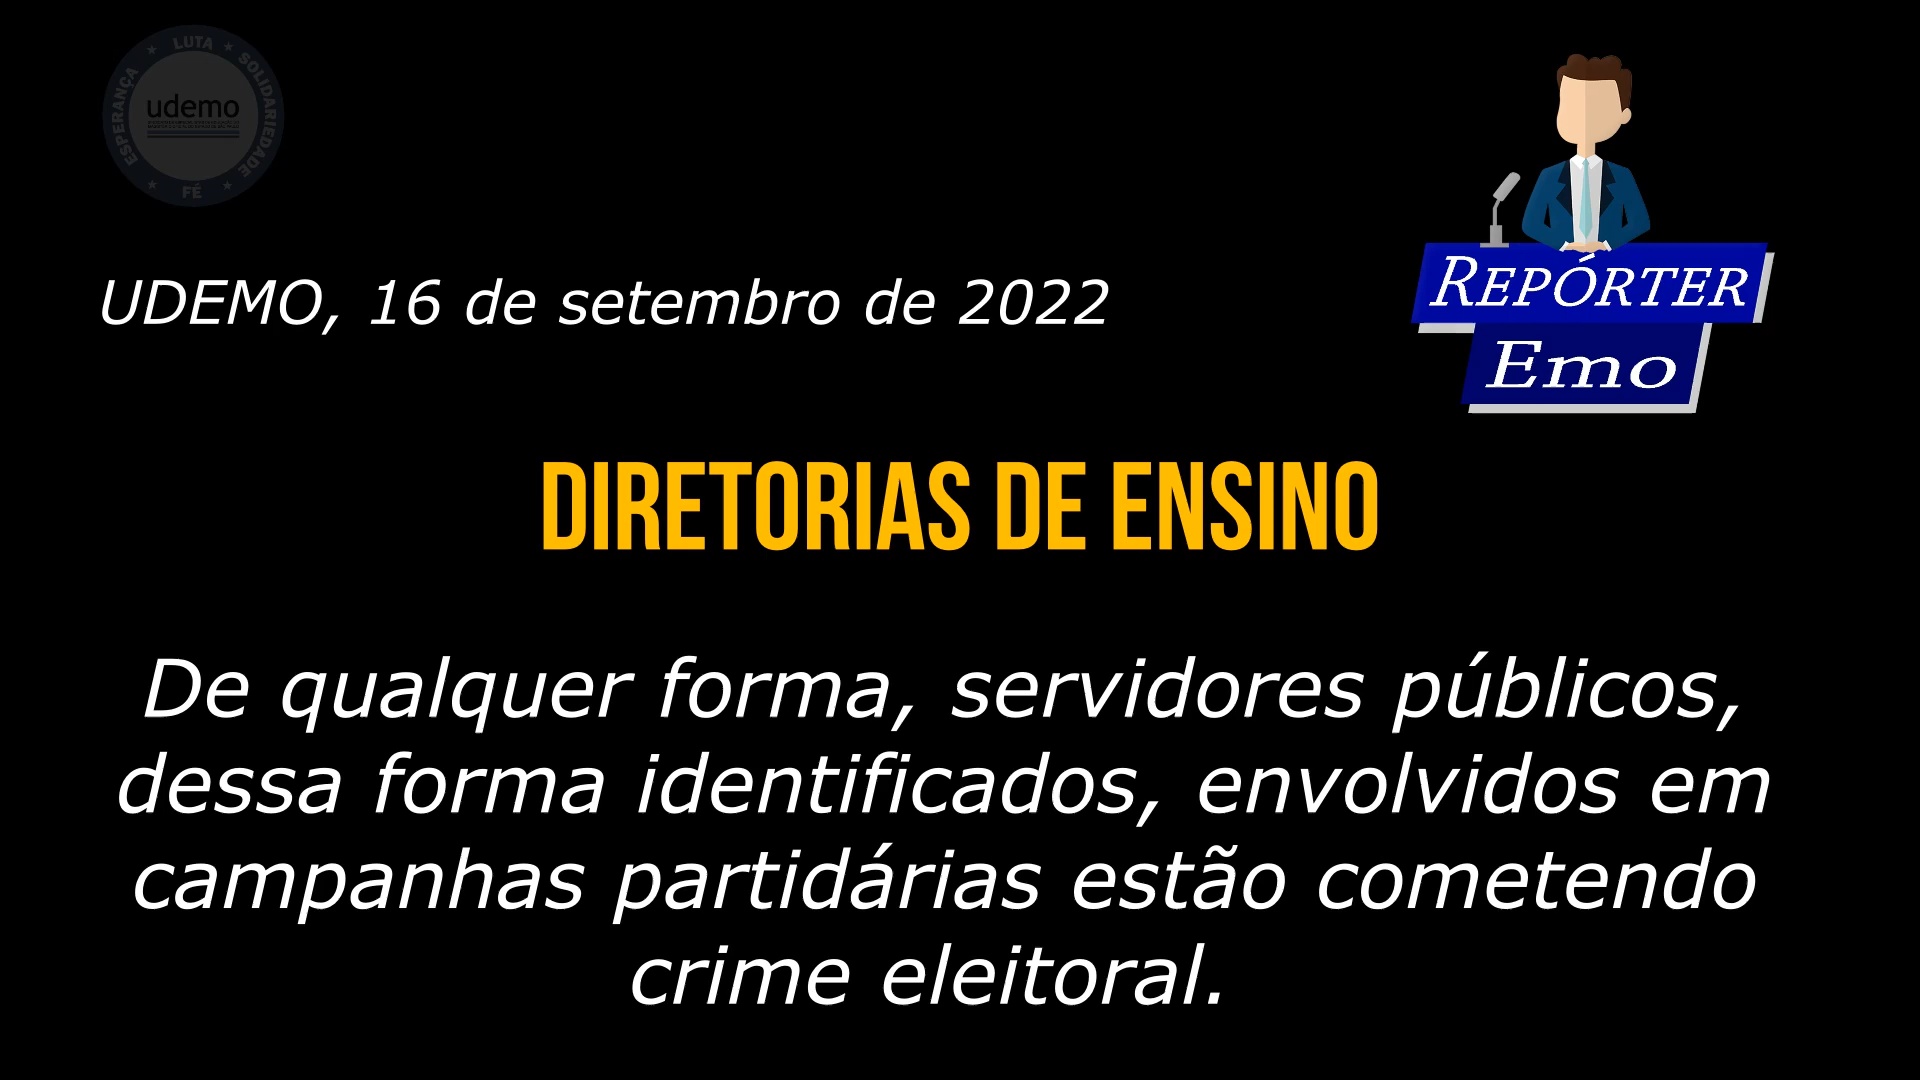 LUTA
SOLIDARIEDADE
ESPERANÇA
FÉ
udemo
UDEMO, 16 de setembro de 2022
REPÓRTER
Emo
DIRETORIAS DE ENSINO
De qualquer forma, servidores públicos,
dessa forma identificados, envolvidos em
campanhas partidárias estão cometendo
crime eleitoral.